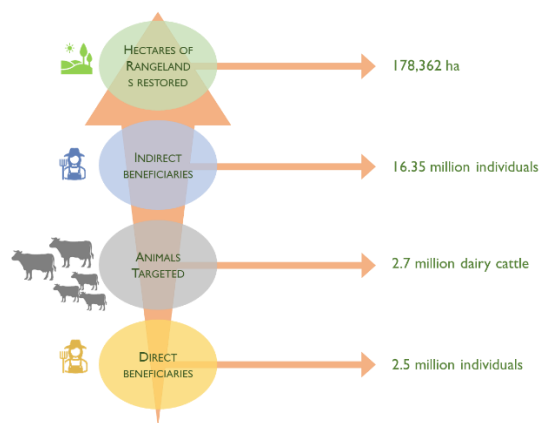 HECTARES OF
RANGELAND
S RESTORED
178,362 ha
INDIRECT
BENEFICIARIES
16.35 million individuals
ANIMALS
TARGETED
2.7 million dairy cattle
DIRECT
BENEFICIARIES
2.5 million individuals